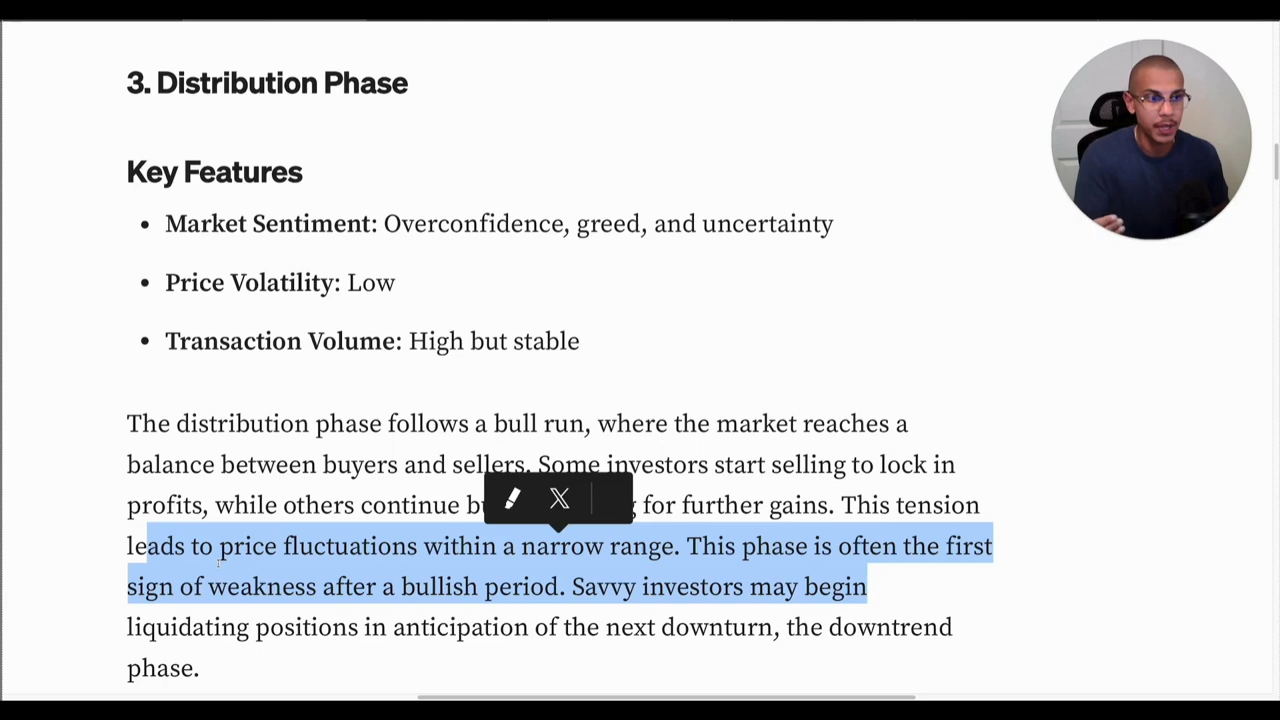 3. Distribution Phase
Key Features
• Market Sentiment: Overconfidence, greed, and uncertainty
• Price Volatility: Low
• Transaction Volume: High but stable
The distribution phase follows a bull run, where the market reaches a
balance between buyers and sellers. Some investors start selling to lock in
profits, while others continue for further gains. This tension
leads to price fluctuations within a narrow range. This phase is often the first
sign of weakness after a bullish period. Savvy investors may begin
liquidating positions in anticipation of the next downturn, the downtrend
phase.